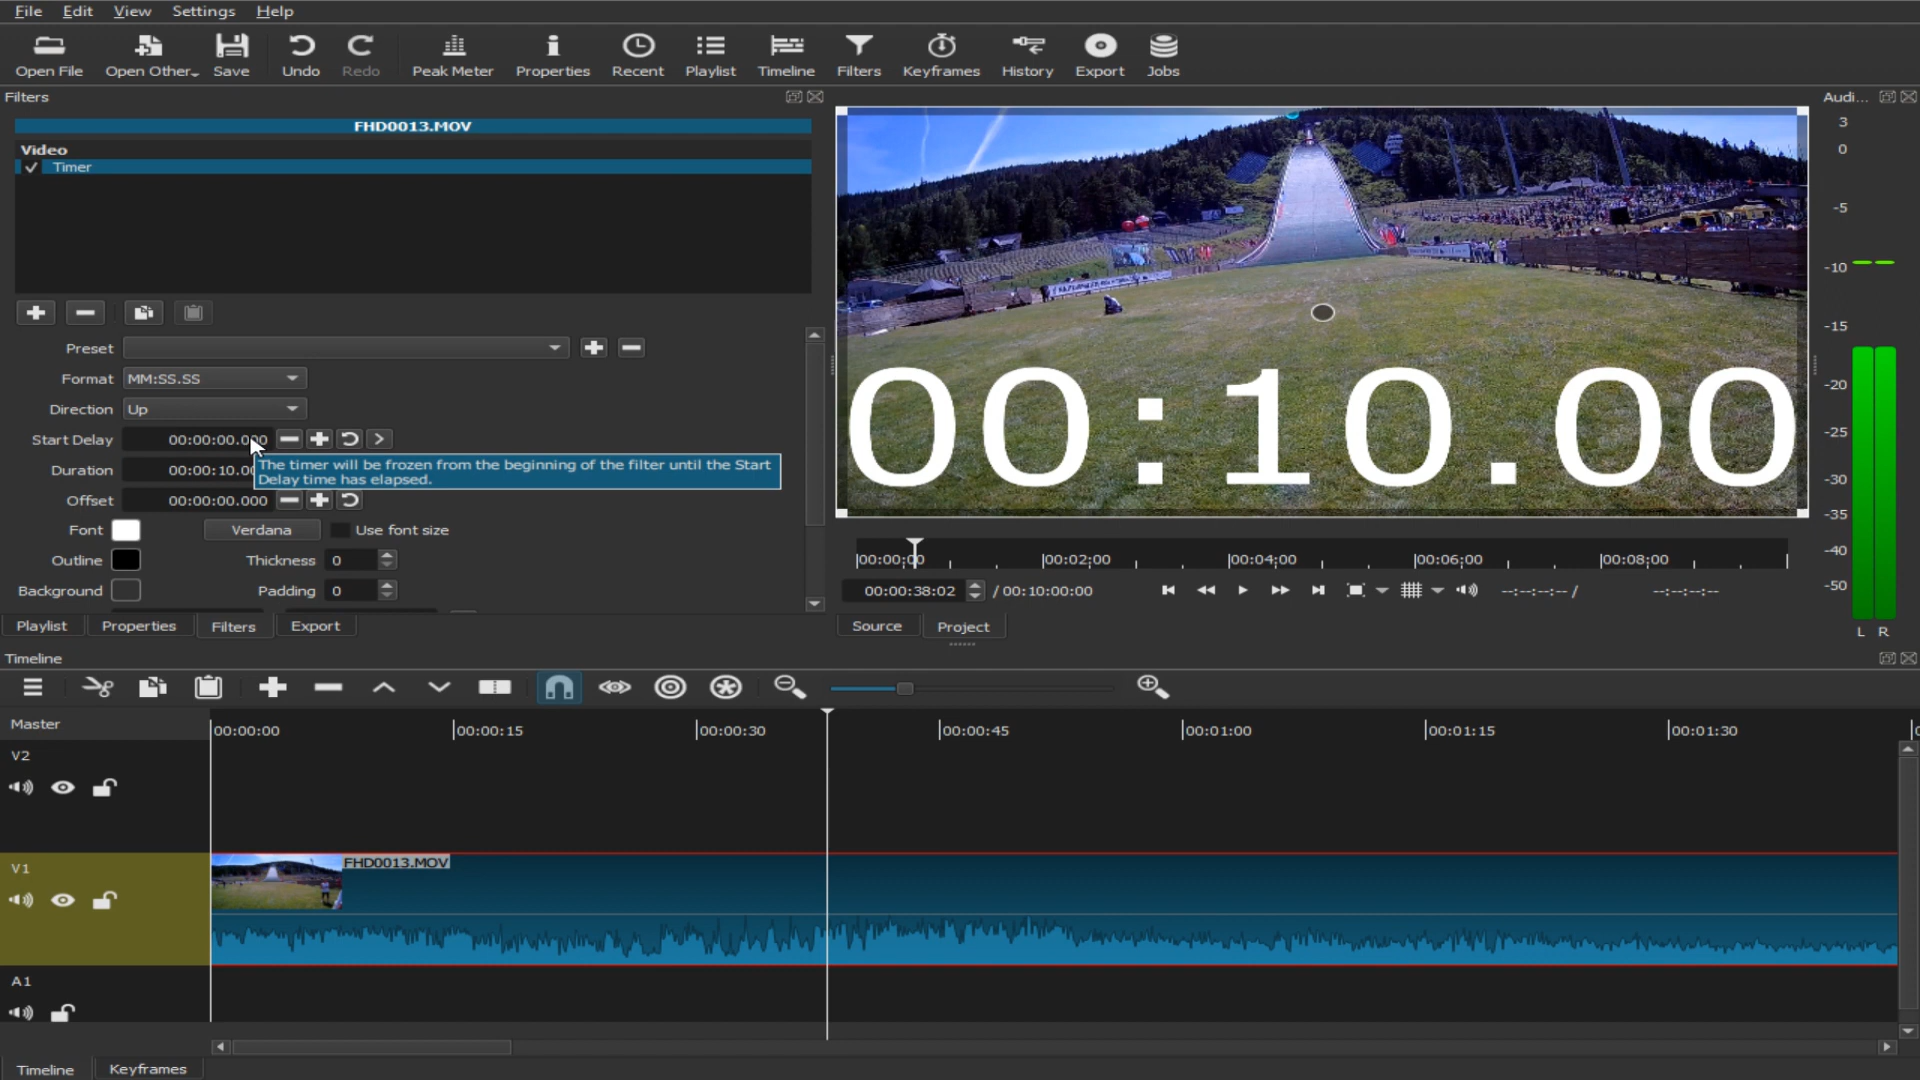 File Edit View Settings Help
Open File Open Other... Save Undo Redo Peak Meter Properties Recent Playlist Timeline Filters Keyframes History Export Jobs
Filters
Audi...
FHD0013.MOV
Video
Timer
Preset
Format MM:SS.SS
Direction Up
Start Delay 00:00:00.000
Duration 00:00:10.00
The timer will be frozen from the beginning of the filter until the Start
Delay time has elapsed.
Offset 00:00:00.000
Font Verdana Use font size
Outline Thickness 0
Background Padding 0
Playlist Properties Filters Export
00:10.00
00:00;00 00:02;00 00:04;00 00:06;00 00:08;00
00:00:38:02 / 00:10:00:00 --:--:--:-- / --:--:--:--
Source Project
3
0
-5
-10
-15
-20
-25
-30
-35
-40
-50
L R
Timeline
Master 00:00:00 00:00:15 00:00:30 00:00:45 00:01:00 00:01:15 00:01:30
V2
V1
FHD0013.MOV
A1
Timeline Keyframes